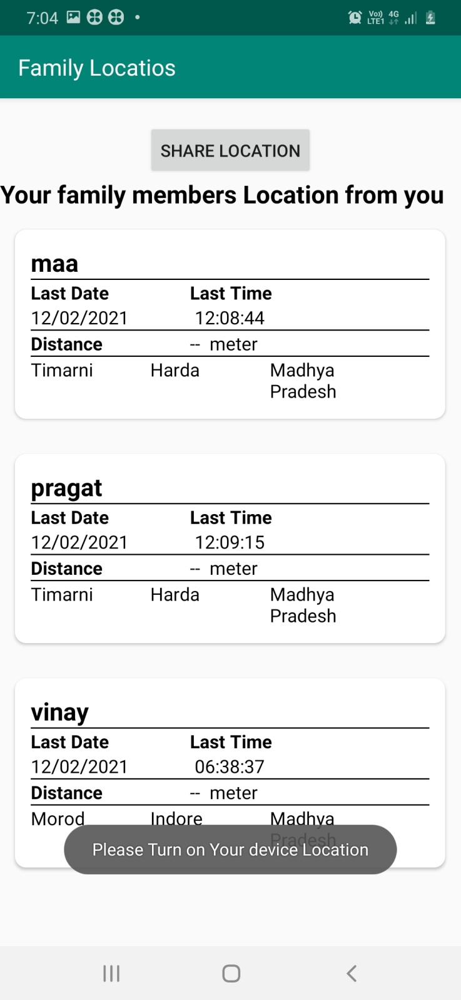 7:04 Vo)) 4G
LTE1
Family Locatios
SHARE LOCATION
Your family members Location from you
maa
Last Date Last Time
12/02/2021 12:08:44
Distance -- meter
Timarni Harda Madhya
Pradesh
pragat
Last Date Last Time
12/02/2021 12:09:15
Distance -- meter
Timarni Harda Madhya
Pradesh
vinay
Last Date Last Time
12/02/2021 06:38:37
Distance -- meter
Morod Indore Madhya
Pradesh
Please Turn on Your device Location